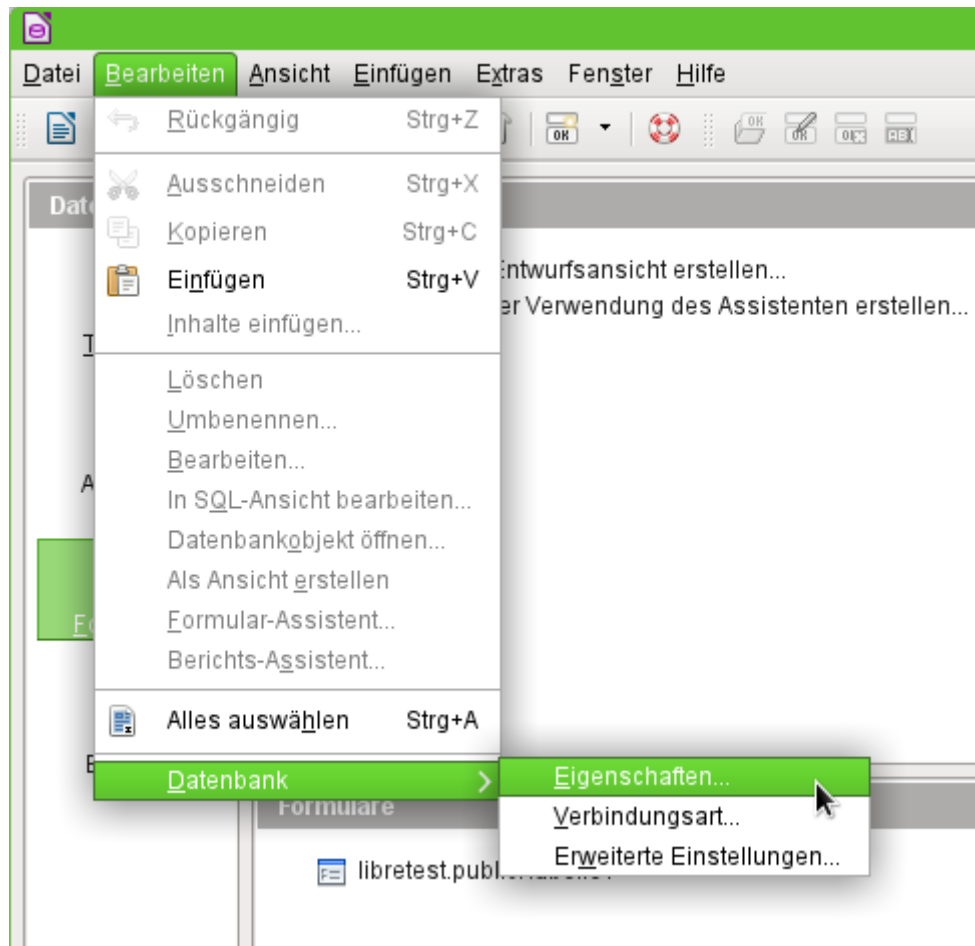 Datei Bearbeiten Ansicht Einfügen Extras Fenster Hilfe
Rückgängig Strg+Z
Ausschneiden Strg+X
Kopieren Strg+C
Einfügen Strg+V
Inhalte einfügen...
Löschen
Umbenennen...
Bearbeiten...
In SQL-Ansicht bearbeiten...
Datenbankobjekt öffnen...
Als Ansicht erstellen
Formular-Assistent...
Berichts-Assistent...
Alles auswählen Strg+A
Datenbank
Eigenschaften...
Verbindungsart...
Erweiterte Einstellungen...
Entwurfsansicht erstellen...
er Verwendung des Assistenten erstellen...
Formulare
libretest.publ